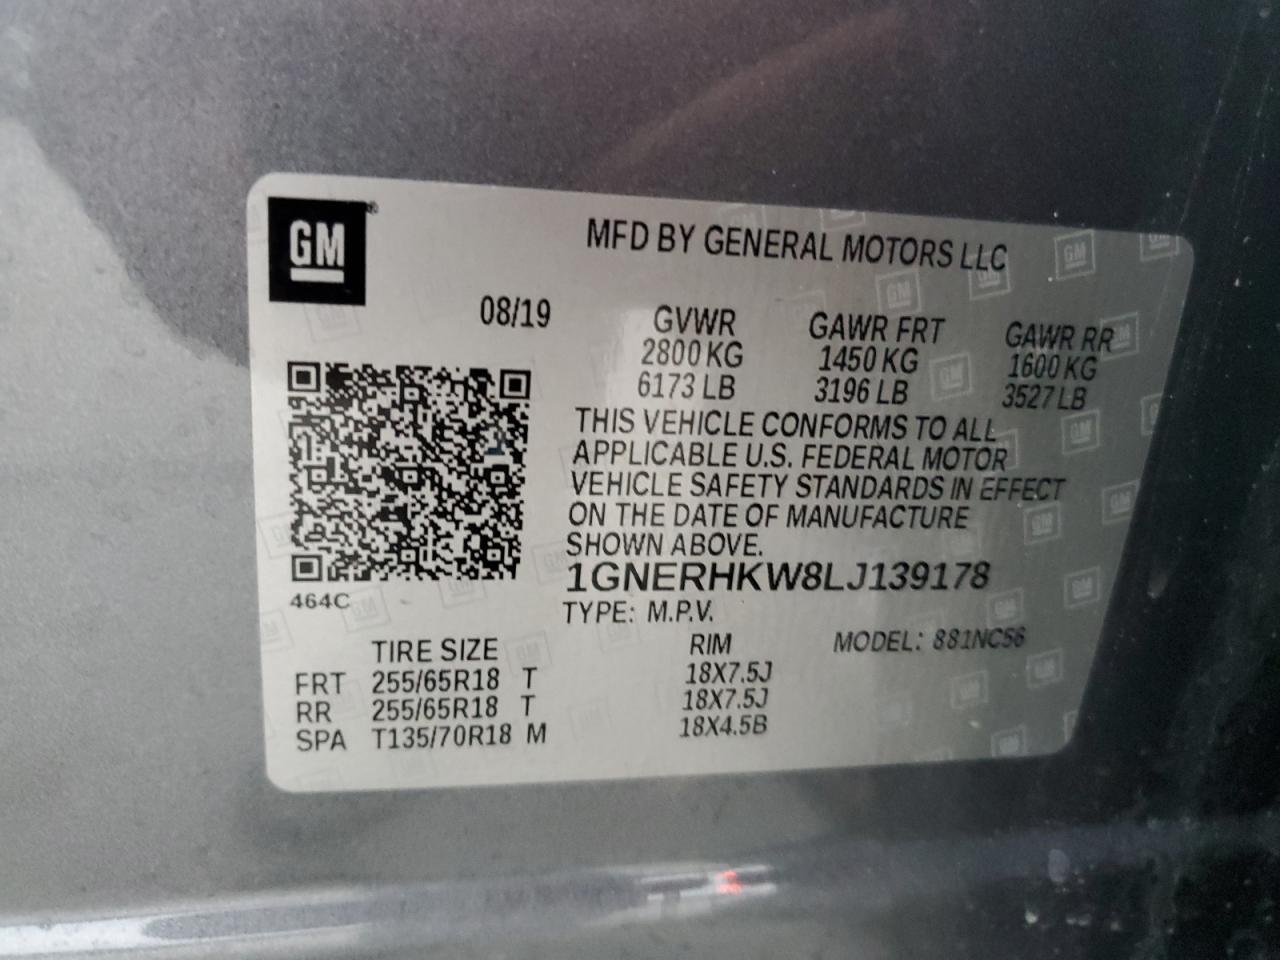 GM®
MFD BY GENERAL MOTORS LLC
08/19
GVWR GAWR FRT GAWR RR
2800 KG 1450 KG 1600 KG
6173 LB 3196 LB 3527 LB
THIS VEHICLE CONFORMS TO ALL
APPLICABLE U.S. FEDERAL MOTOR
VEHICLE SAFETY STANDARDS IN EFFECT
ON THE DATE OF MANUFACTURE
SHOWN ABOVE.
1GNERHKW8LJ139178
464C
TYPE: M.P.V.
MODEL: 881NC56
TIRE SIZE RIM
FRT 255/65R18 T 18X7.5J
RR 255/65R18 T 18X7.5J
SPA T135/70R18 M 18X4.5B